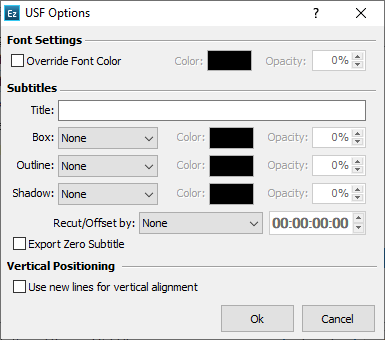 Ez USF Options ? ×
Font Settings
Override Font Color Color: Opacity: 0%
Subtitles
Title:
Box: None Color: Opacity: 0%
Outline: None Color: Opacity: 0%
Shadow: None Color: Opacity: 0%
Recut/Offset by: None 00:00:00:00
Export Zero Subtitle
Vertical Positioning
Use new lines for vertical alignment
Ok Cancel